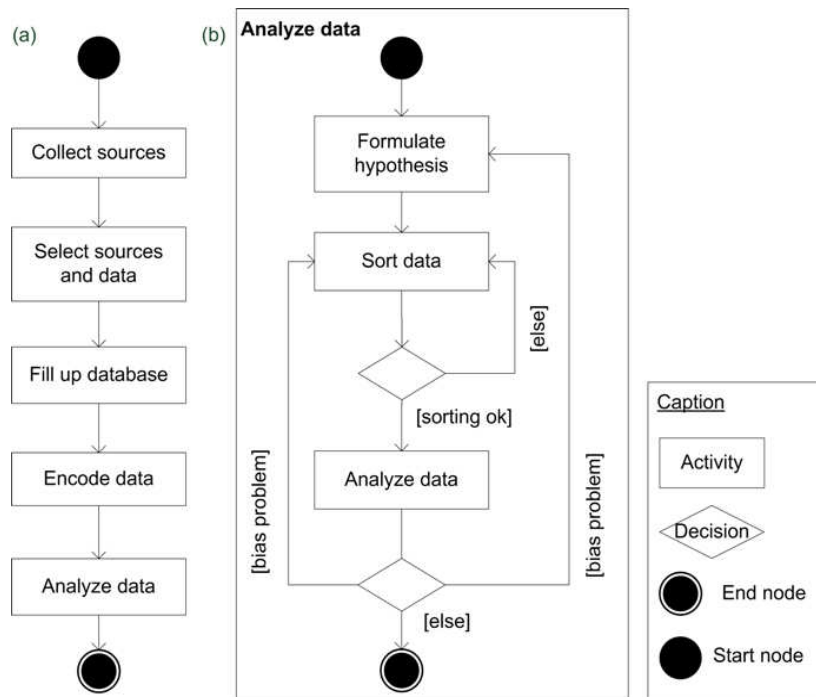 (a)
Collect sources
Select sources
and data
Fill up database
Encode data
Analyze data
(b)
Analyze data
Formulate
hypothesis
Sort data
[else]
[sorting ok]
Analyze data
[bias problem]
[bias problem]
[else]
Caption
Activity
Decision
End node
Start node